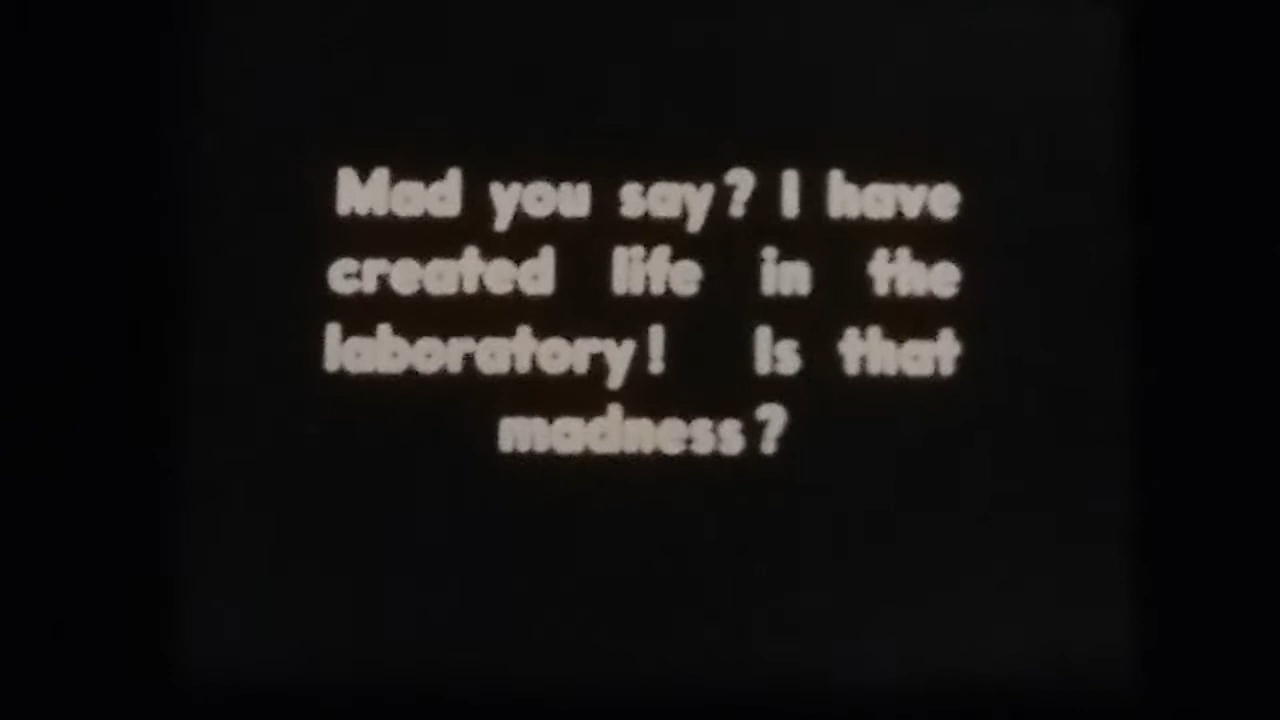 Mad you say? I have
created life in the
laboratory! Is that
madness?